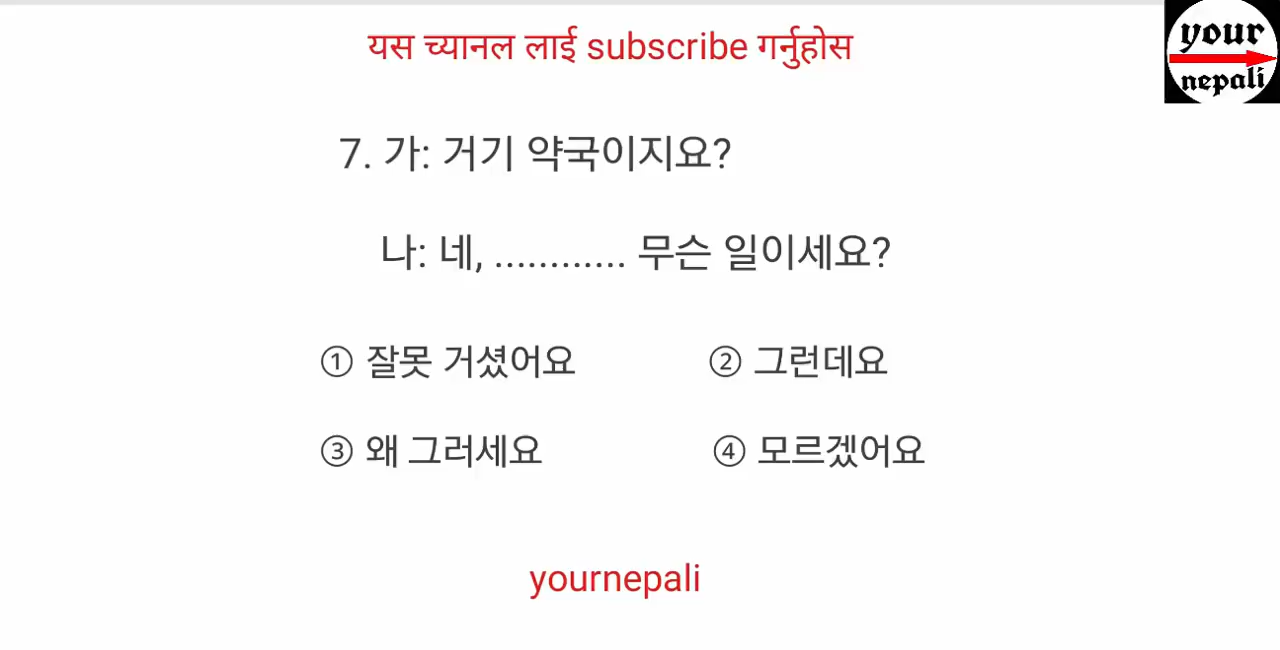 यस च्यानल लाई subscribe गर्नुहोस
your
nepali
7. 가: 거기 약국이지요?
나: 네, ............ 무슨 일이세요?
① 잘못 거셨어요 ② 그런데요
③ 왜 그러세요 ④ 모르겠어요
yournepali